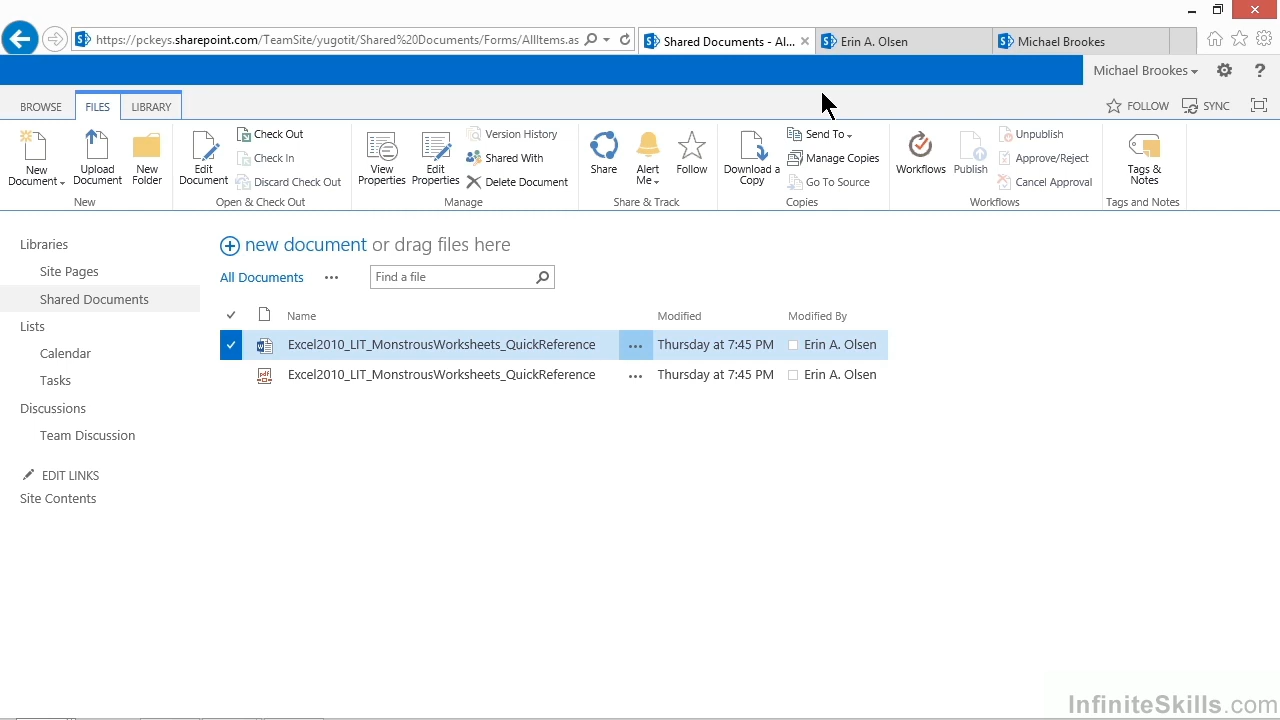 https://pckeys.sharepoint.com/TeamSite/yugotit/Shared%20Documents/Forms/AllItems.as
Shared Documents - Al...
Erin A. Olsen
Michael Brookes
Michael Brookes
?
BROWSE
FILES
LIBRARY
FOLLOW
SYNC
New Document
Upload Document
New Folder
New
Edit Document
Check Out
Check In
Discard Check Out
Open & Check Out
View Properties
Edit Properties
Version History
Shared With
Delete Document
Manage
Share
Alert Me
Follow
Share & Track
Download a Copy
Send To
Manage Copies
Go To Source
Copies
Workflows
Publish
Unpublish
Approve/Reject
Cancel Approval
Workflows
Tags & Notes
Tags and Notes
Libraries
Site Pages
Shared Documents
Lists
Calendar
Tasks
Discussions
Team Discussion
EDIT LINKS
Site Contents
new document or drag files here
All Documents ...
Find a file
Name Modified Modified By
Excel2010_LIT_MonstrousWorksheets_QuickReference ... Thursday at 7:45 PM Erin A. Olsen
Excel2010_LIT_MonstrousWorksheets_QuickReference ... Thursday at 7:45 PM Erin A. Olsen
InfiniteSkills.com